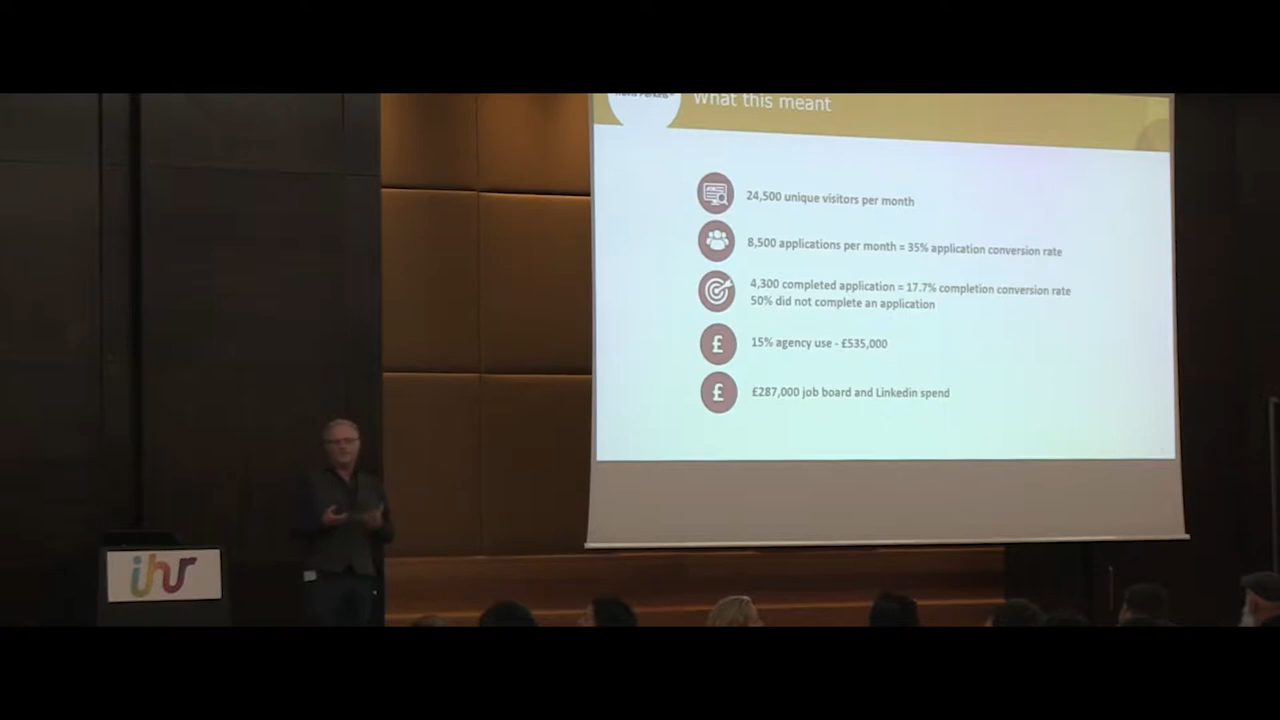 What this meant
24,500 unique visitors per month
8,500 applications per month = 35% application conversion rate
4,300 completed application = 17.7% completion conversion rate
50% did not complete an application
£
15% agency use - £535,000
£
£287,000 job board and Linkedin spend
ihr